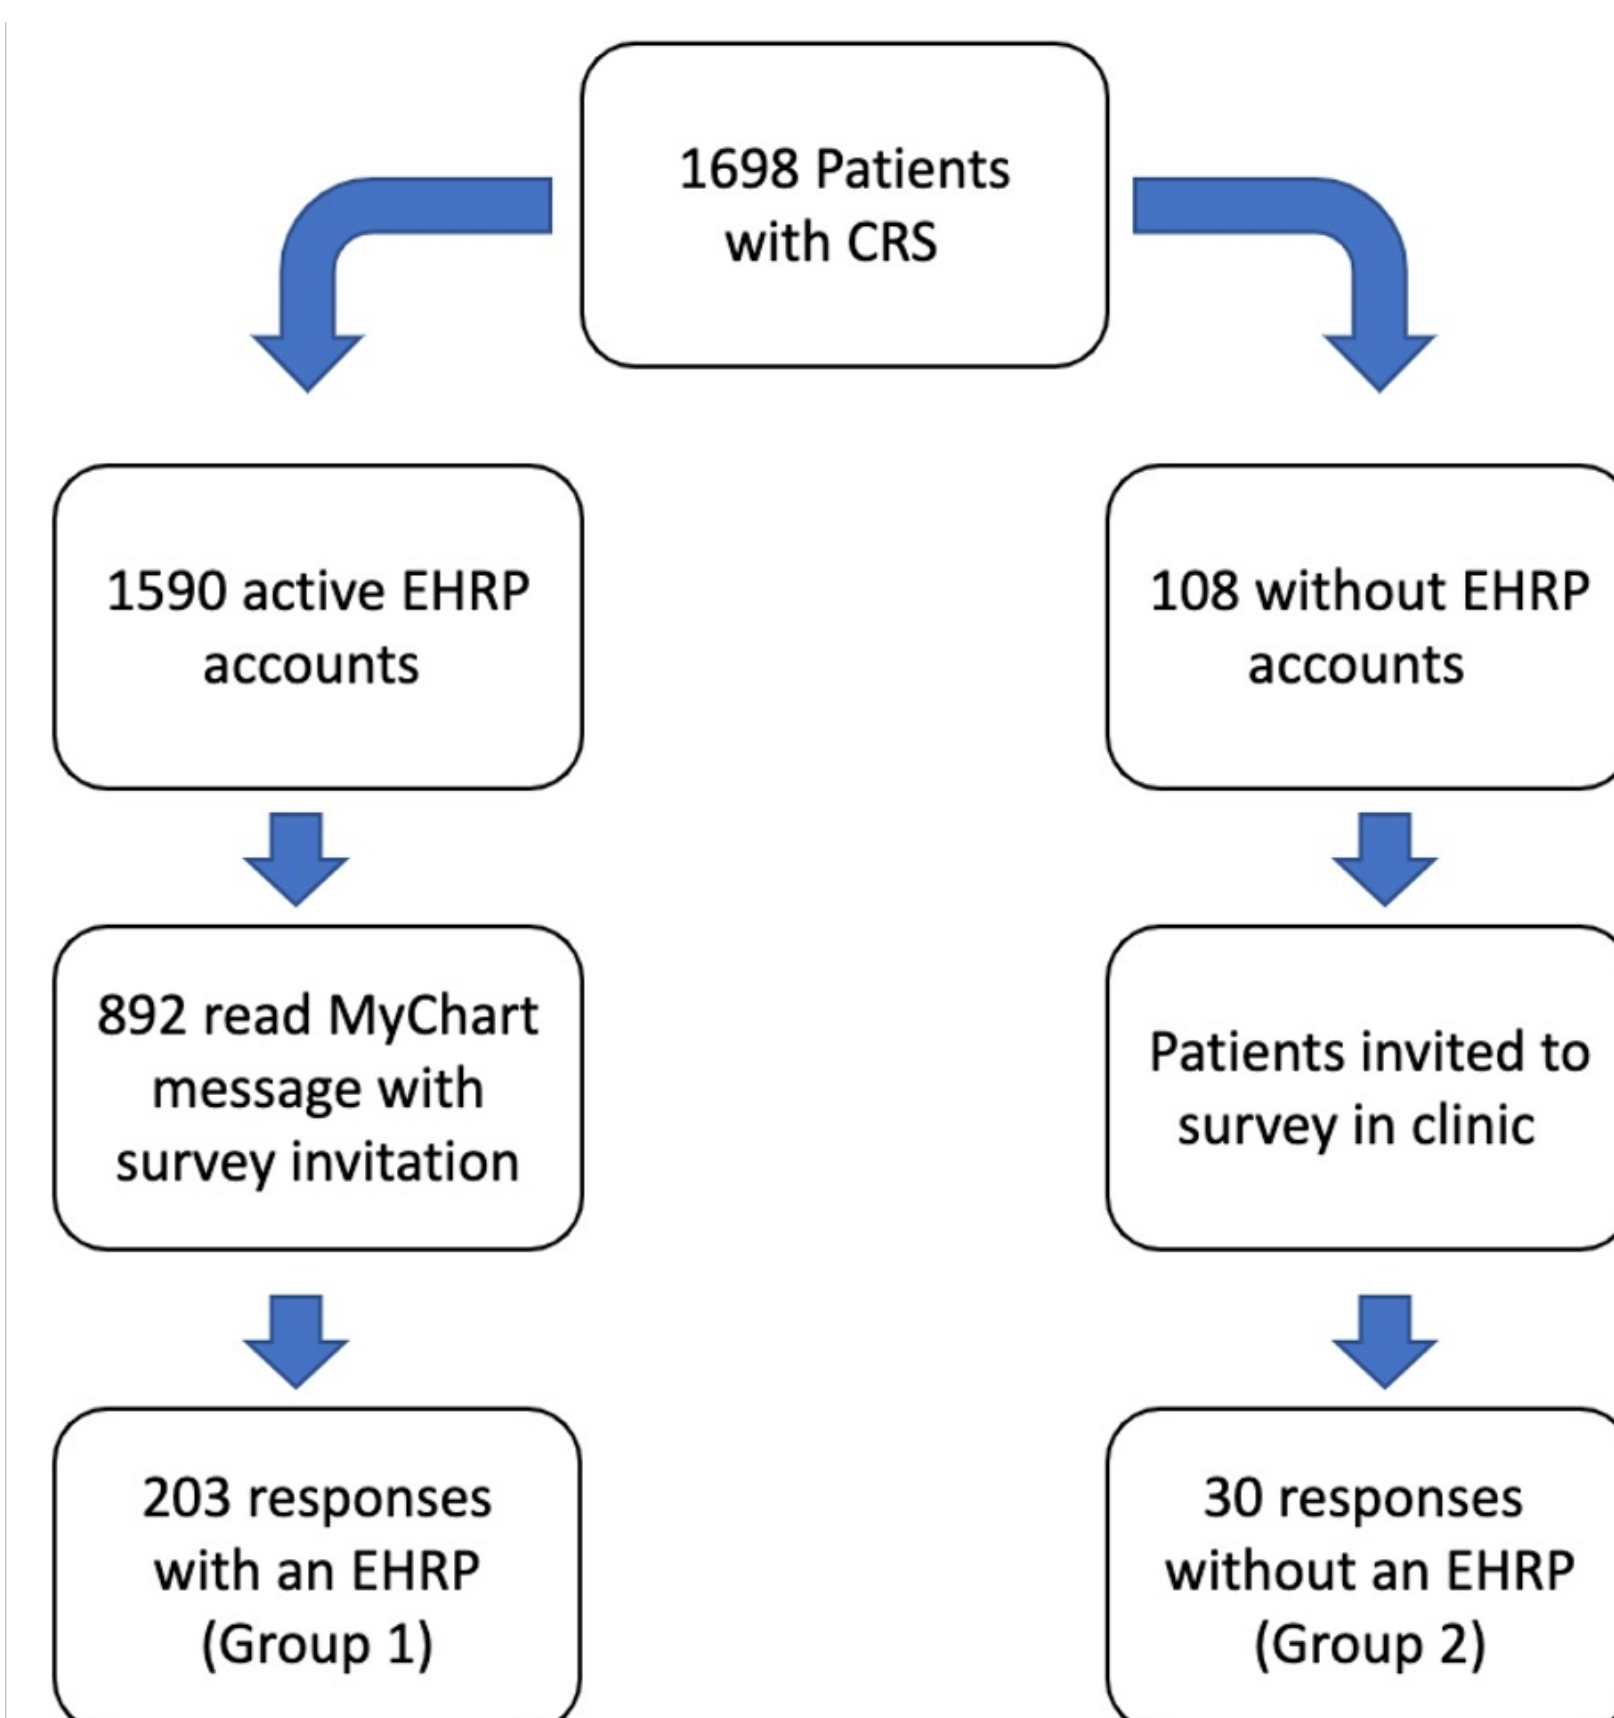 1698 Patients
with CRS
1590 active EHRP
accounts
108 without EHRP
accounts
892 read MyChart
message with
survey invitation
Patients invited to
survey in clinic
203 responses
with an EHRP
(Group 1)
30 responses
without an EHRP
(Group 2)